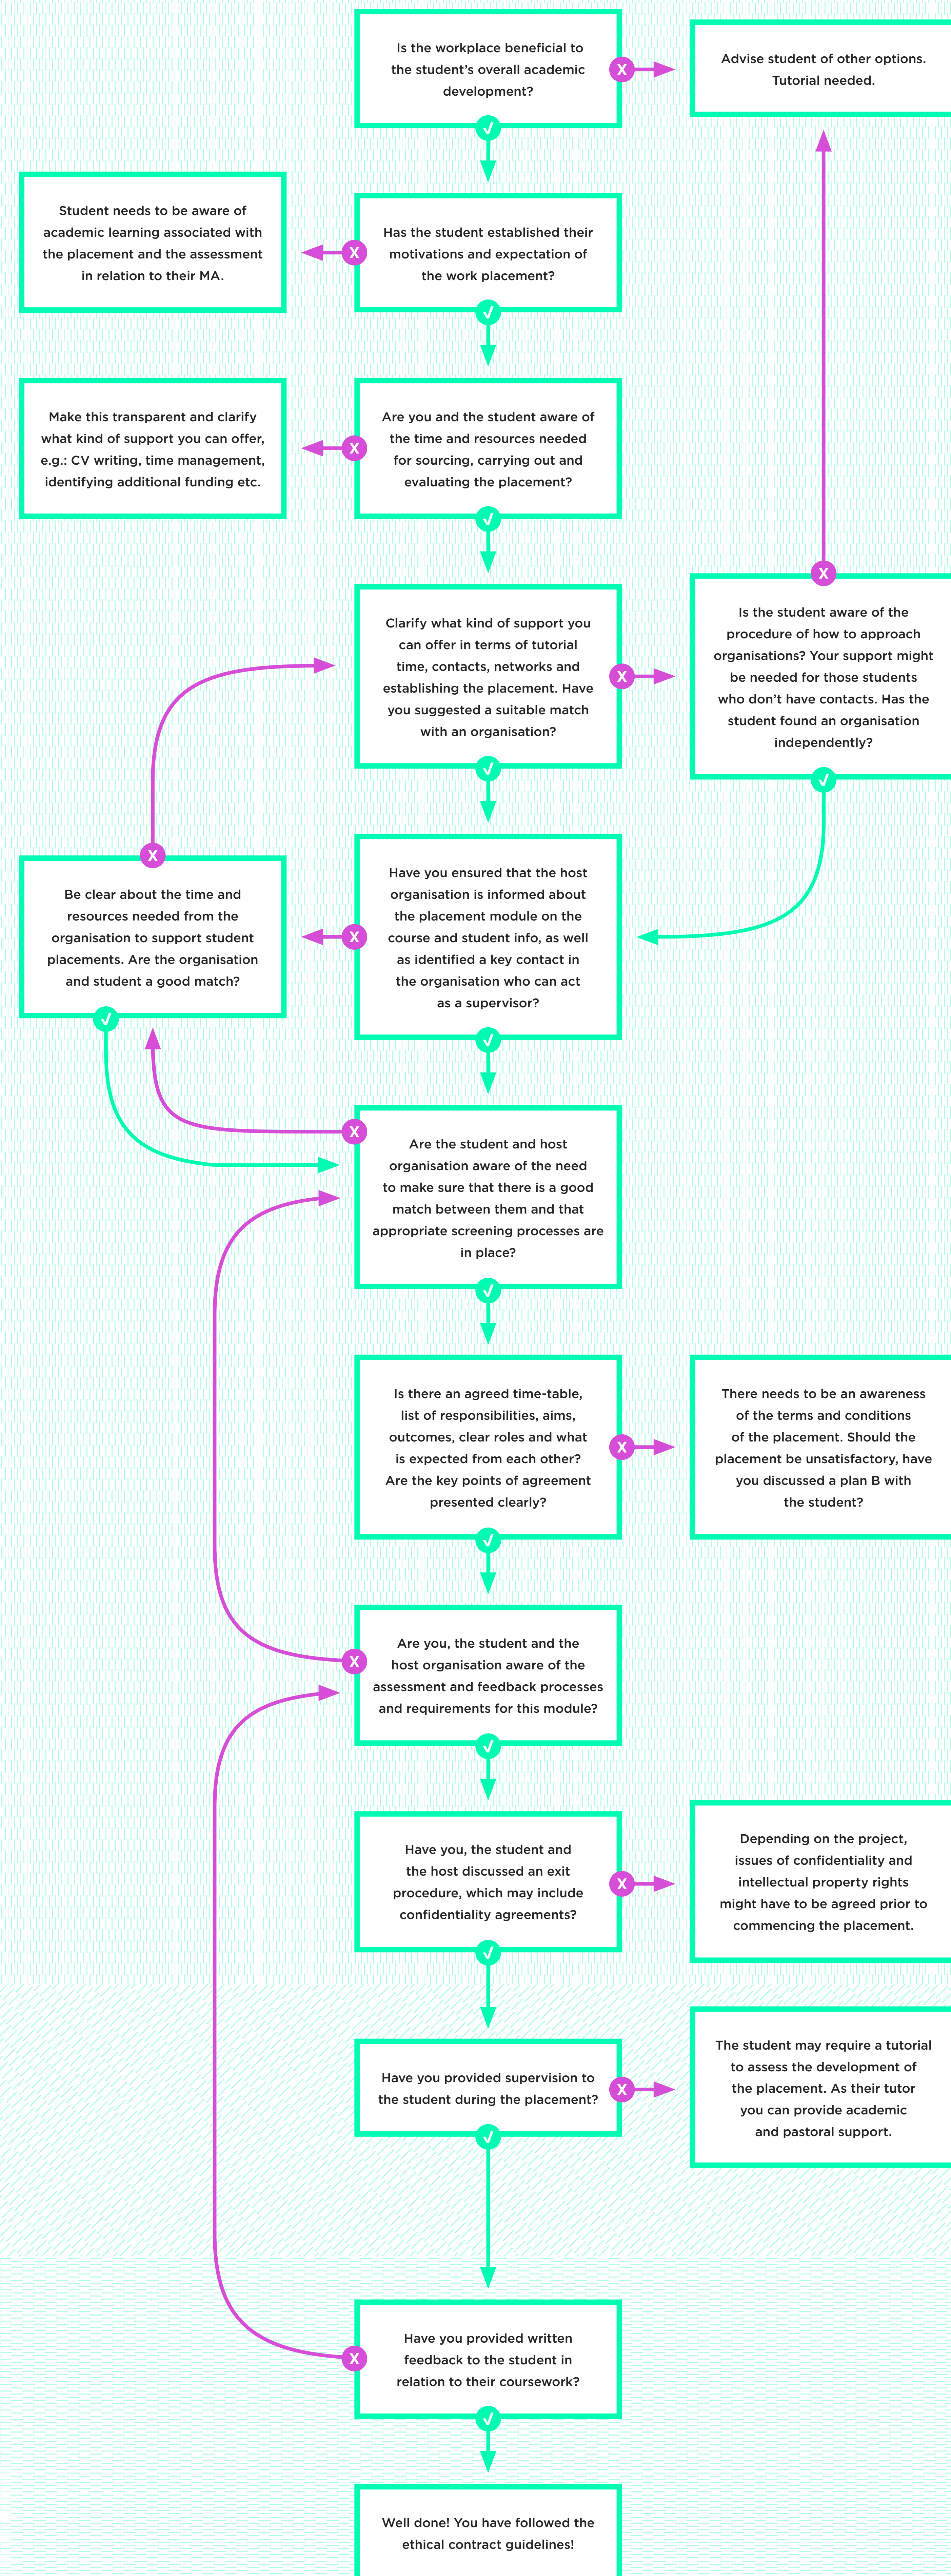 Is the workplace beneficial to
the student’s overall academic
development?
X
Advise student of other options.
Tutorial needed.
Student needs to be aware of
academic learning associated with
the placement and the assessment
in relation to their MA.
X
Has the student established their
motivations and expectation of
the work placement?
Make this transparent and clarify
what kind of support you can offer,
e.g.: CV writing, time management,
identifying additional funding etc.
X
Are you and the student aware of
the time and resources needed
for sourcing, carrying out and
evaluating the placement?
Clarify what kind of support you
can offer in terms of tutorial
time, contacts, networks and
establishing the placement. Have
you suggested a suitable match
with an organisation?
X
X
Is the student aware of the
procedure of how to approach
organisations? Your support might
be needed for those students
who don’t have contacts. Has the
student found an organisation
independently?
X
Be clear about the time and
resources needed from the
organisation to support student
placements. Are the organisation
and student a good match?
X
Have you ensured that the host
organisation is informed about
the placement module on the
course and student info, as well
as identified a key contact in
the organisation who can act
as a supervisor?
X
Are the student and host
organisation aware of the need
to make sure that there is a good
match between them and that
appropriate screening processes are
in place?
Is there an agreed time-table,
list of responsibilities, aims,
outcomes, clear roles and what
is expected from each other?
Are the key points of agreement
presented clearly?
X
There needs to be an awareness
of the terms and conditions
of the placement. Should the
placement be unsatisfactory, have
you discussed a plan B with
the student?
X
Are you, the student and the
host organisation aware of the
assessment and feedback processes
and requirements for this module?
Have you, the student and
the host discussed an exit
procedure, which may include
confidentiality agreements?
X
Depending on the project,
issues of confidentiality and
intellectual property rights
might have to be agreed prior to
commencing the placement.
Have you provided supervision to
the student during the placement?
X
The student may require a tutorial
to assess the development of
the placement. As their tutor
you can provide academic
and pastoral support.
X
Have you provided written
feedback to the student in
relation to their coursework?
Well done! You have followed the
ethical contract guidelines!